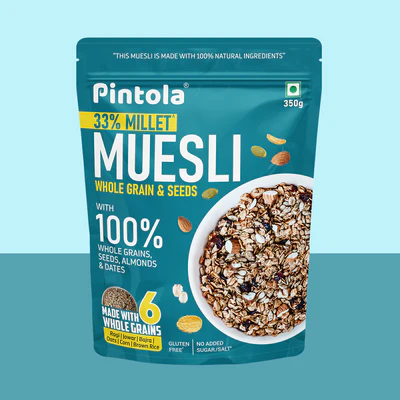 "THIS MUESLI IS MADE WITH 100% NATURAL INGREDIENTS"
Pintola®
350g
33% MILLET^
MUESLI
WHOLE GRAIN & SEEDS
WITH
100%
WHOLE GRAINS,
SEEDS, ALMONDS
& DATES
MADE WITH 6
WHOLE GRAINS
Ragi | Jowar | Bajra |
Oats | Corn | Brown Rice
GLUTEN
FREE
NO ADDED
SUGAR/SALT